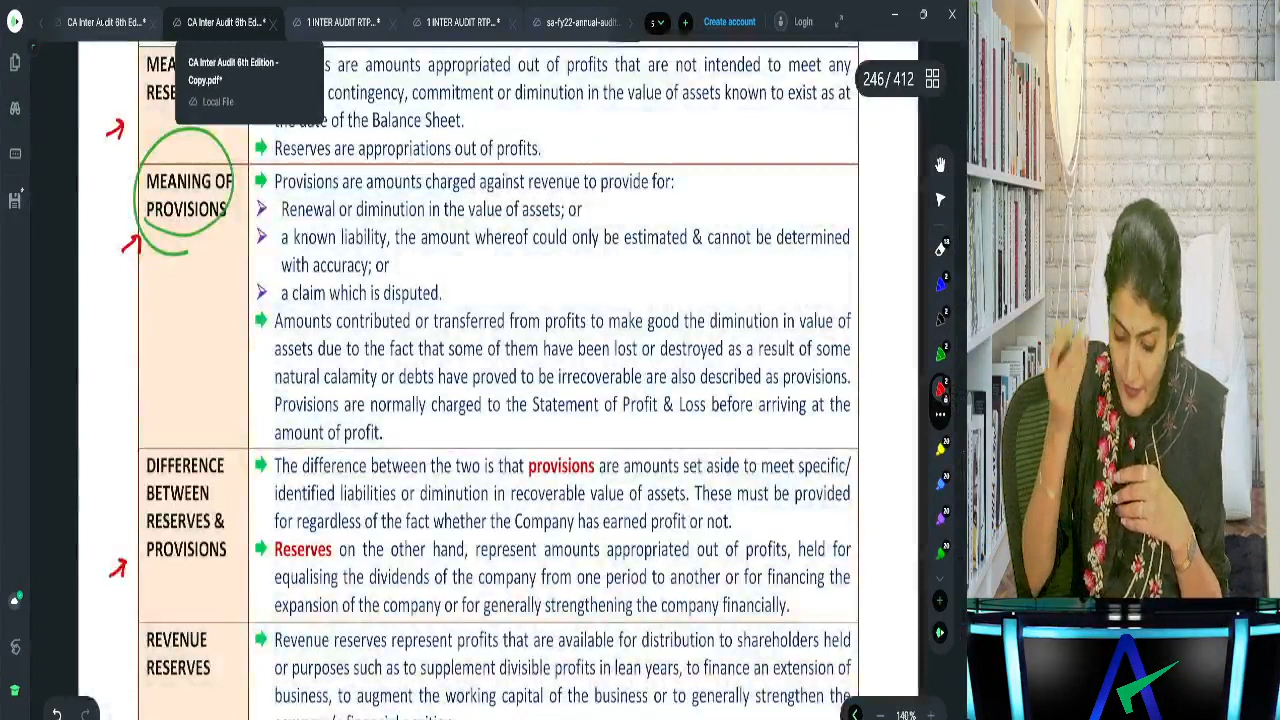 CA Inter Audit 6th Ed...*
CA Inter Audit 6th Ed...*
1 INTER AUDIT RTP...*
1 INTER AUDIT RTP...*
sa-fy22-annual-audit...
5
Create account
Login
CA Inter Audit 6th Edition -
Copy.pdf*
Local File
246/ 412
s are amounts appropriated out of profits that are not intended to meet any
contingency, commitment or diminution in the value of assets known to exist as at
of the Balance Sheet.
Reserves are appropriations out of profits.
MEANING OF
PROVISIONS
Provisions are amounts charged against revenue to provide for:
Renewal or diminution in the value of assets; or
a known liability, the amount whereof could only be estimated & cannot be determined
with accuracy; or
a claim which is disputed.
Amounts contributed or transferred from profits to make good the diminution in value of
assets due to the fact that some of them have been lost or destroyed as a result of some
natural calamity or debts have proved to be irrecoverable are also described as provisions.
Provisions are normally charged to the Statement of Profit & Loss before arriving at the
amount of profit.
DIFFERENCE
BETWEEN
RESERVES &
PROVISIONS
The difference between the two is that provisions are amounts set aside to meet specific/
identified liabilities or diminution in recoverable value of assets. These must be provided
for regardless of the fact whether the Company has earned profit or not.
Reserves on the other hand, represent amounts appropriated out of profits, held for
equalising the dividends of the company from one period to another or for financing the
expansion of the company or for generally strengthening the company financially.
REVENUE
RESERVES
Revenue reserves represent profits that are available for distribution to shareholders held
or purposes such as to supplement divisible profits in lean years, to finance an extension of
business, to augment the working capital of the business or to generally strengthen the
140%